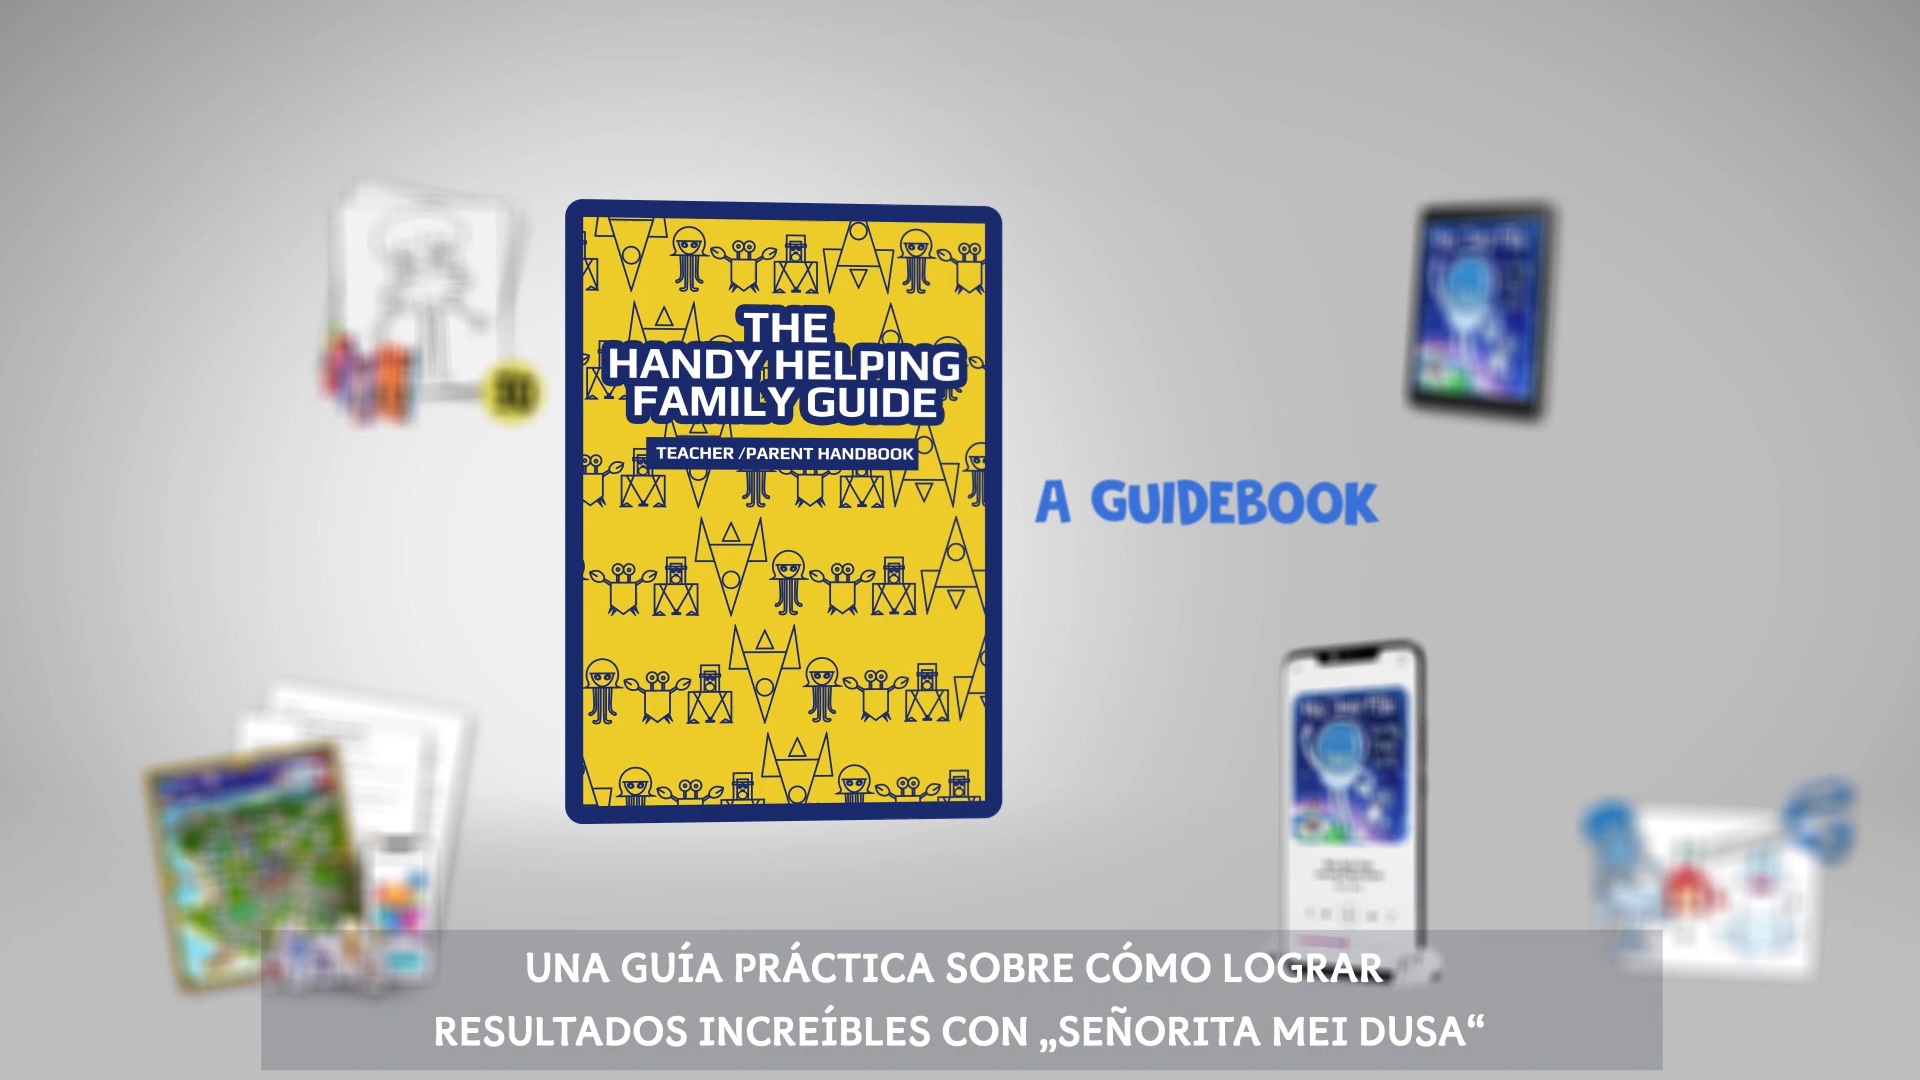 THE
HANDY HELPING
FAMILY GUIDE
TEACHER /PARENT HANDBOOK
A GUIDEBOOK
UNA GUÍA PRÁCTICA SOBRE CÓMO LOGRAR
RESULTADOS INCREÍBLES CON „SEÑORITA MEI DUSA“